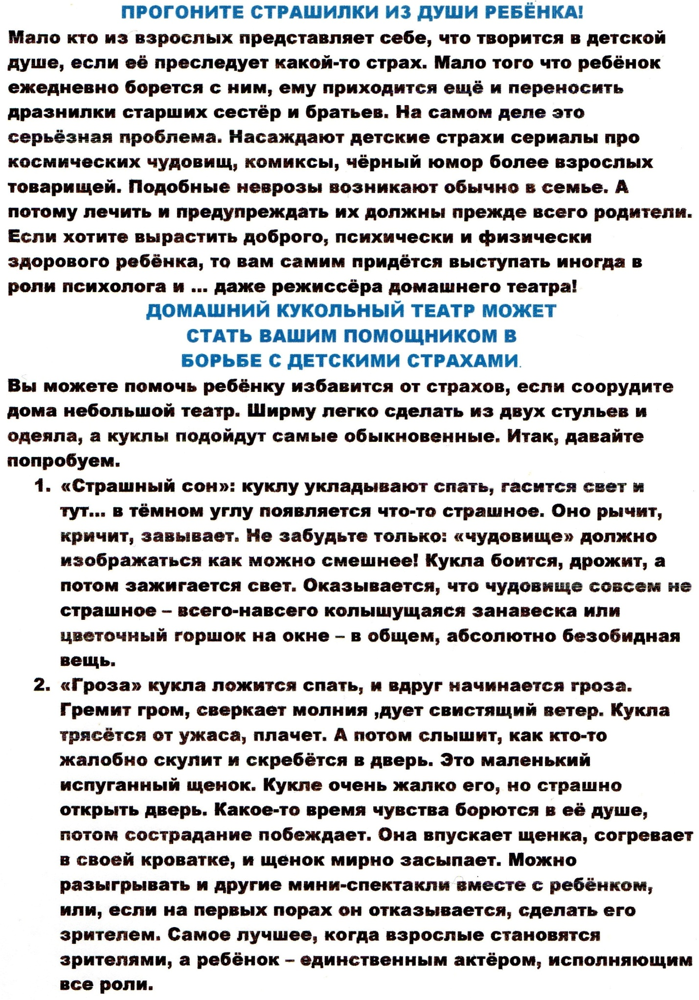 ПРОГОНИТЕ СТРАШИЛКИ ИЗ ДУШИ РЕБЁНКА!
Мало кто из взрослых представляет себе, что творится в детской
душе, если её преследует какой-то страх. Мало того что ребёнок
ежедневно борется с ним, ему приходится ещё и переносить
дразнилки старших сестёр и братьев. На самом деле это
серьёзная проблема. Насаждают детские страхи сериалы про
космических чудовищ, комиксы, чёрный юмор более взрослых
товарищей. Подобные неврозы возникают обычно в семье. А
потому лечить и предупреждать их должны прежде всего родители.
Если хотите вырастить доброго, психически и физически
здорового ребёнка, то вам самим придётся выступать иногда в
роли психолога и ... даже режиссёра домашнего театра!
ДОМАШНИЙ КУКОЛЬНЫЙ ТЕАТР МОЖЕТ
СТАТЬ ВАШИМ ПОМОЩНИКОМ В
БОРЬБЕ С ДЕТСКИМИ СТРАХАМИ.
Вы можете помочь ребёнку избавится от страхов, если соорудите
дома небольшой театр. Ширму легко сделать из двух стульев и
одеяла, а куклы подойдут самые обыкновенные. Итак, давайте
попробуем.
1. «Страшный сон»: куклу укладывают спать, гасится свет и
тут... в тёмном углу появляется что-то страшное. Оно рычит,
кричит, завывает. Не забудьте только: «чудовище» должно
изображаться как можно смешнее! Кукла боится, дрожит, а
потом зажигается свет. Оказывается, что чудовище совсем не
страшное – всего-навсего колышущаяся занавеска или
цветочный горшок на окне – в общем, абсолютно безобидная
вещь.
2. «Гроза» кукла ложится спать, и вдруг начинается гроза.
Гремит гром, сверкает молния ,дует свистящий ветер. Кукла
трясётся от ужаса, плачет. А потом слышит, как кто-то
жалобно скулит и скребётся в дверь. Это маленький
испуганный щенок. Кукле очень жалко его, но страшно
открыть дверь. Какое-то время чувства борются в её душе,
потом сострадание побеждает. Она впускает щенка, согревает
в своей кроватке, и щенок мирно засыпает. Можно
разыгрывать и другие мини-спектакли вместе с ребёнком,
или, если на первых порах он отказывается, сделать его
зрителем. Самое лучшее, когда взрослые становятся
зрителями, а ребёнок – единственным актёром, исполняющим
все роли.